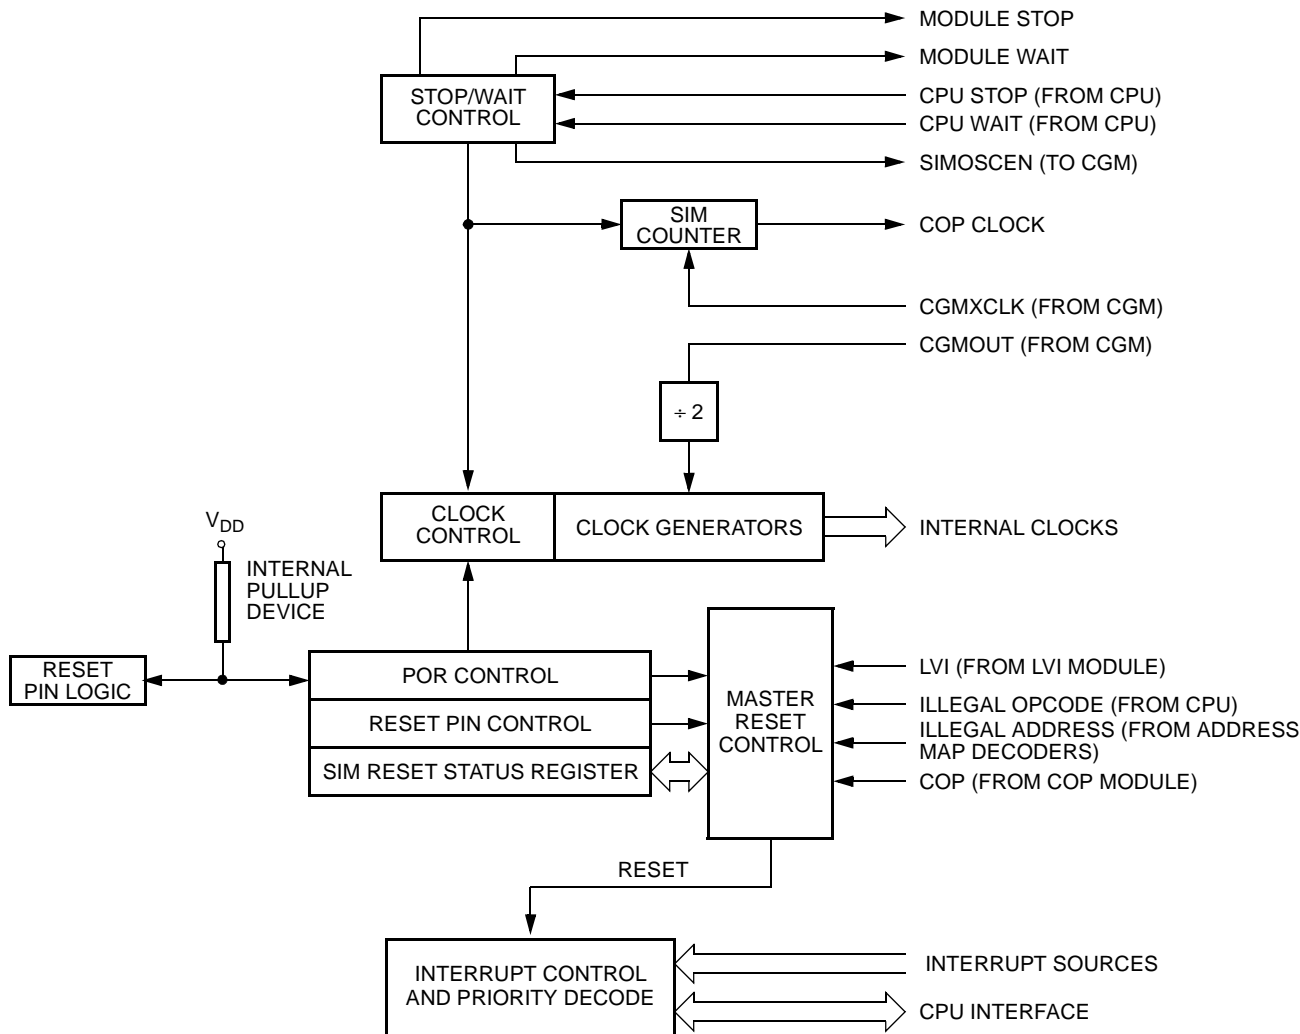 MODULE STOP
MODULE WAIT
STOP/WAIT
CONTROL
CPU STOP (FROM CPU)
CPU WAIT (FROM CPU)
SIMOSCEN (TO CGM)
SIM
COUNTER
COP CLOCK
CGMXCLK (FROM CGM)
CGMOUT (FROM CGM)
÷ 2
CLOCK
CONTROL
CLOCK GENERATORS
INTERNAL CLOCKS
VDD
INTERNAL
PULLUP
DEVICE
RESET
PIN LOGIC
POR CONTROL
RESET PIN CONTROL
SIM RESET STATUS REGISTER
MASTER
RESET
CONTROL
LVI (FROM LVI MODULE)
ILLEGAL OPCODE (FROM CPU)
ILLEGAL ADDRESS (FROM ADDRESS
MAP DECODERS)
COP (FROM COP MODULE)
RESET
INTERRUPT CONTROL
AND PRIORITY DECODE
INTERRUPT SOURCES
CPU INTERFACE